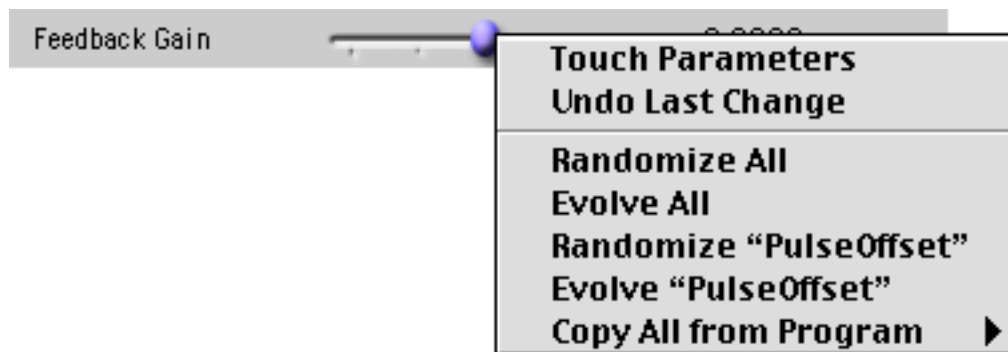 Feedback Gain
Touch Parameters
Undo Last Change
Randomize All
Evolve All
Randomize “PulseOffset”
Evolve “PulseOffset”
Copy All from Program